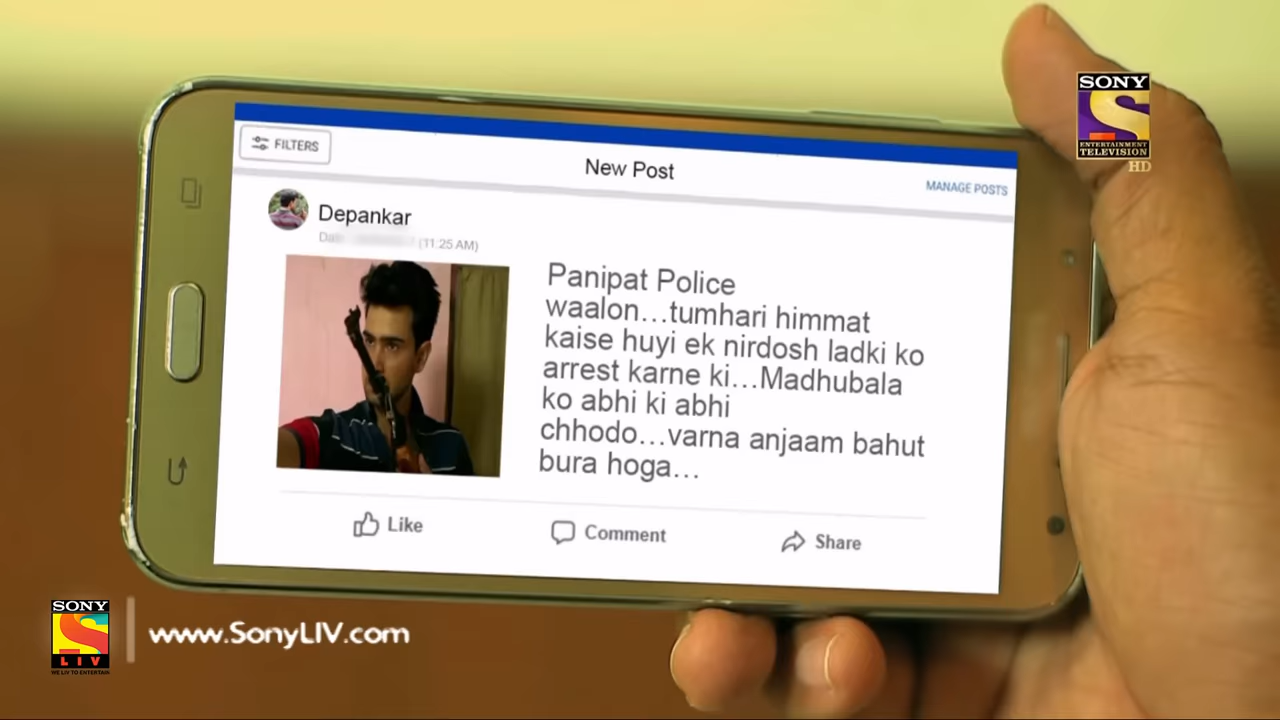 SONY
ENTERTAINMENT
TELEVISION
HD
FILTERS
New Post
MANAGE POSTS
Depankar
(11:25 AM)
Panipat Police
waalon...tumhari himmat
kaise huyi ek nirdosh ladki ko
arrest karne ki...Madhubala
ko abhi ki abhi
chhodo...varna anjaam bahut
bura hoga...
Like
Comment
Share
SONY
LIV
WE LIV TO ENTERTAIN
www.SonyLIV.com